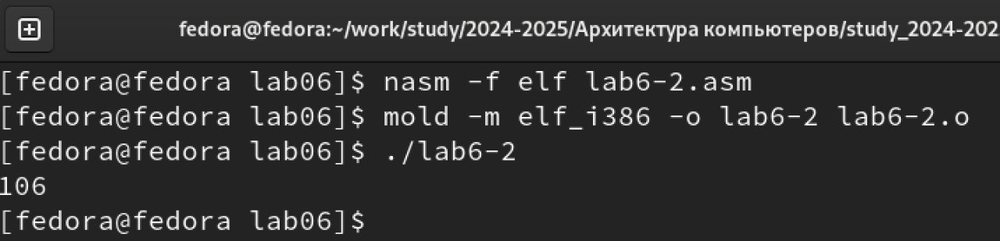 fedora@fedora:~/work/study/2024-2025/Архитектура компьютеров/study_2024-202
[fedora@fedora lab06]$ nasm -f elf lab6-2.asm
[fedora@fedora lab06]$ mold -m elf_i386 -o lab6-2 lab6-2.o
[fedora@fedora lab06]$ ./lab6-2
106
[fedora@fedora lab06]$